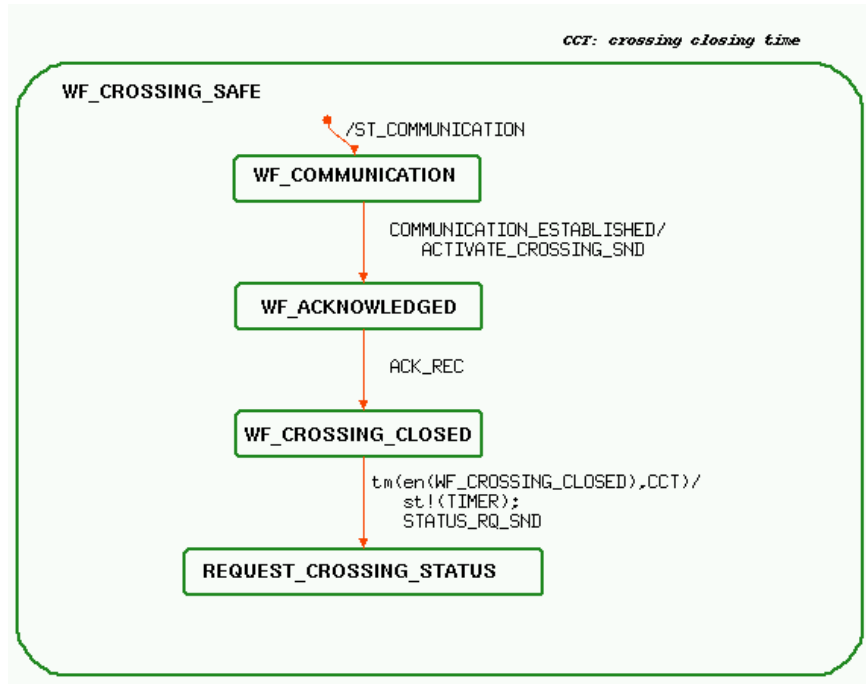 CCT: crossing closing time
WF_CROSSING_SAFE
/ST_COMMUNICATION
WF_COMMUNICATION
COMMUNICATION_ESTABLISHED/
ACTIVATE_CROSSING_SND
WF_ACKNOWLEDGED
ACK_REC
WF_CROSSING_CLOSED
tm(en(WF_CROSSING_CLOSED),CCT)/
st!(TIMER);
STATUS_RQ_SND
REQUEST_CROSSING_STATUS